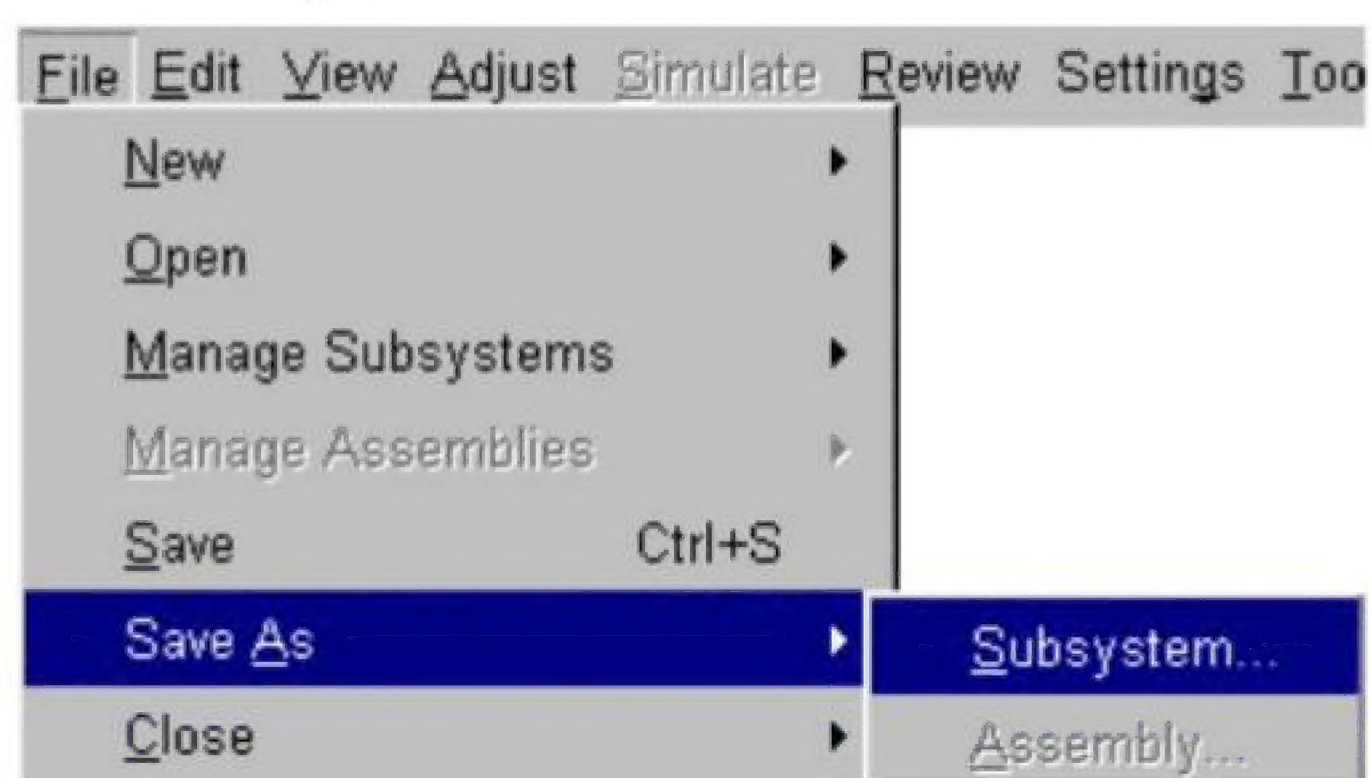 File Edit View Adjust Simulate Review Settings Too
New
Open
Manage Subsystems
Manage Assemblies
Save Ctrl+S
Save As Subsystem...
Close Assembly...